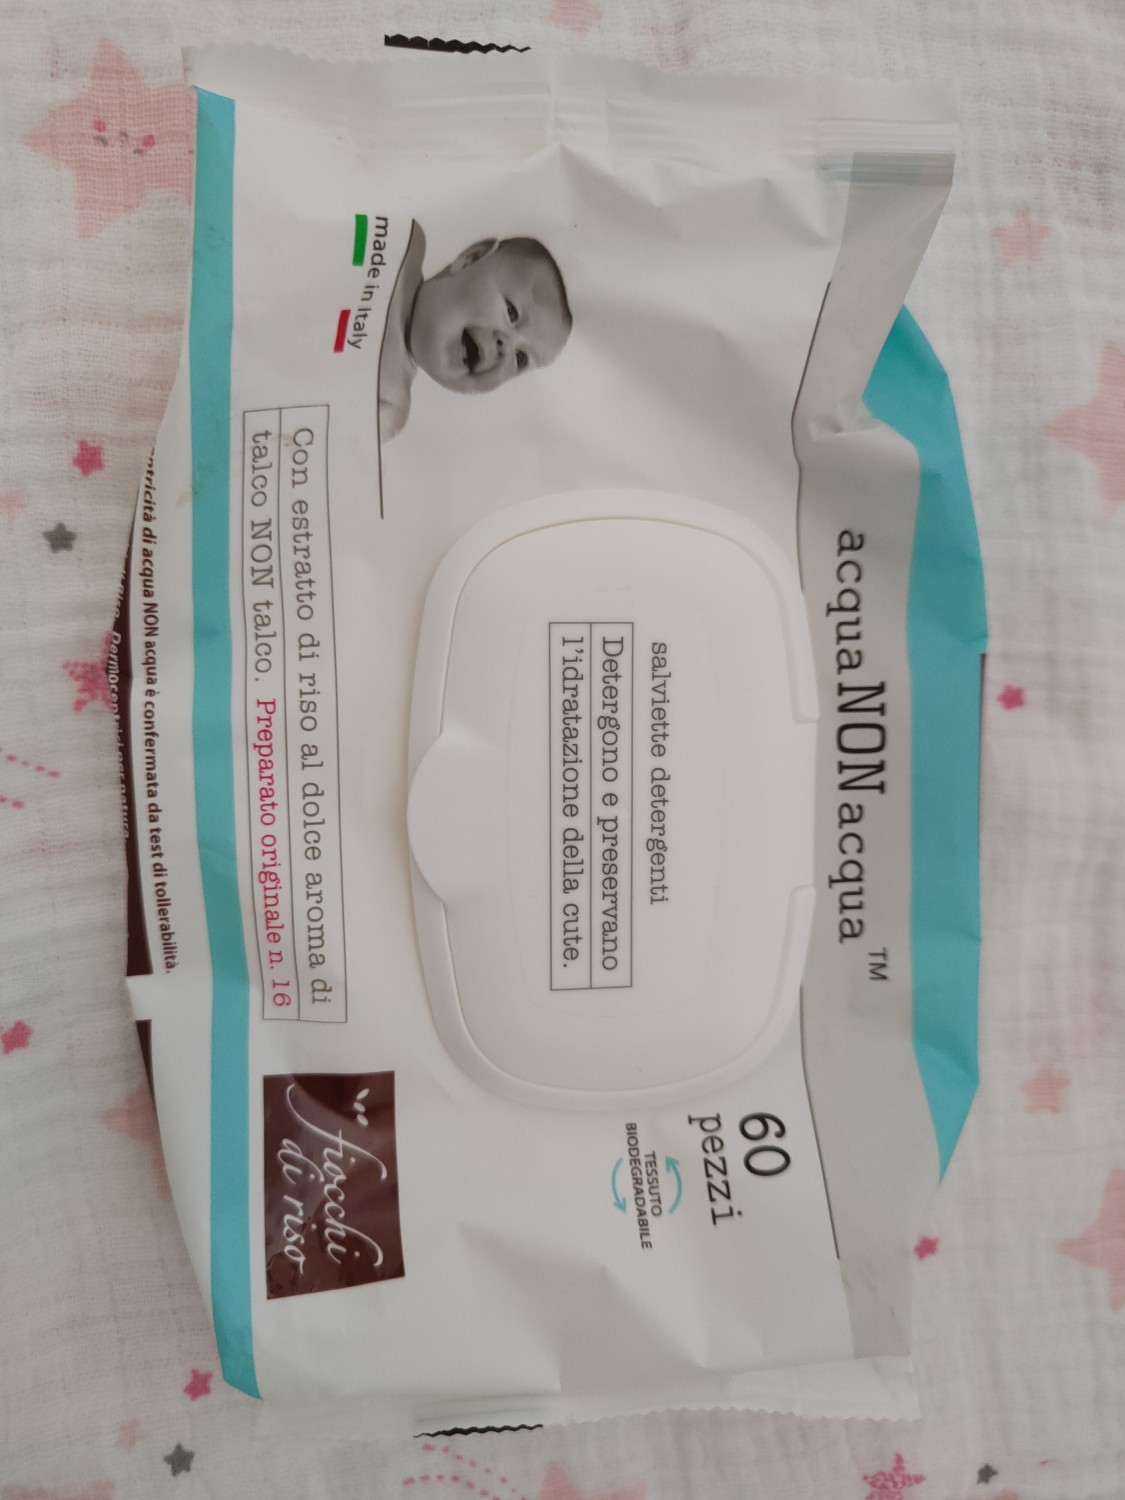 acquaNONacqua™
60
pezzi
TESSUTO
BIODEGRADABILE
salviette detergenti
Detergono e preservano
l'idratazione della cute.
made in Italy
Con estratto di riso al dolce aroma di
talco NON talco. Preparato originale n. 16
fiocchi
di riso
di acqua NON acqua è confermata da test di tollerabilità.